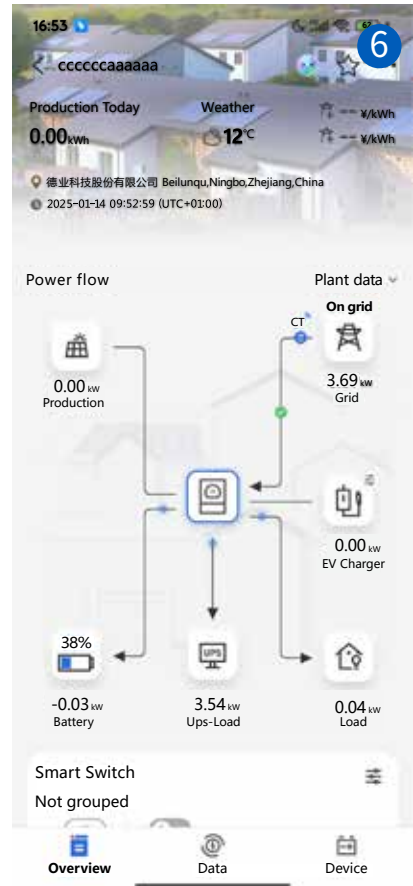 16:53
67
6
cccccaaaaaa
Production Today
Weather
-- ¥/kWh
0.00 kWh
12°C
-- ¥/kWh
德业科技股份有限公司 Beilunqu,Ningbo,Zhejiang,China
2025-01-14 09:52:59 (UTC+01:00)
Power flow
Plant data
On grid
CT
0.00 kW
Production
3.69 kW
Grid
0.00 kW
EV Charger
38%
UPS
-0.03 kW
Battery
3.54 kW
Ups-Load
0.04 kW
Load
Smart Switch
Not grouped
Overview
Data
Device